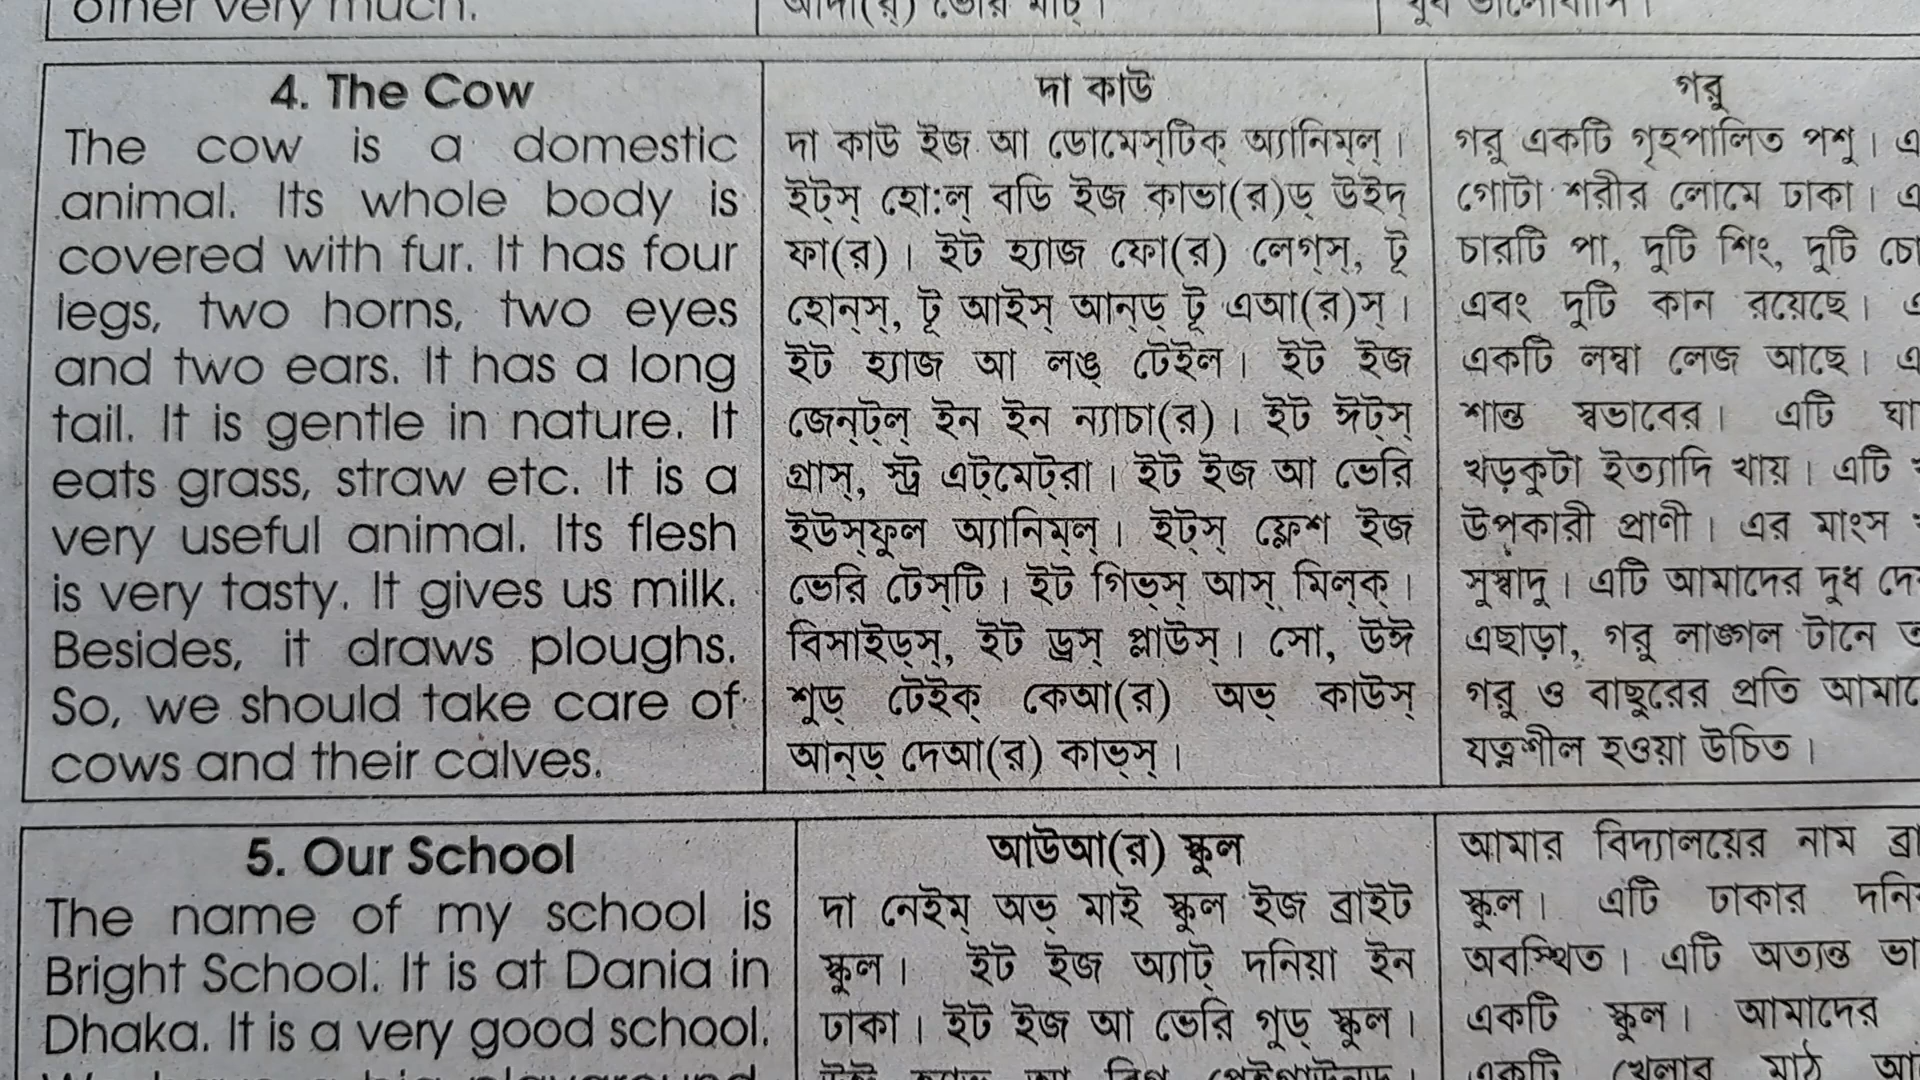 other very much.
4. The Cow
The cow is a domestic
animal. Its whole body is
covered with fur. It has four
legs, two horns, two eyes
and two ears. It has a long
tail. It is gentle in nature. It
eats grass, straw etc. It is a
very useful animal. Its flesh
is very tasty. It gives us milk.
Besides, it draws ploughs.
So, we should take care of
cows and their calves.
দা কাউ
দা কাউ ইজ আ ডোমেস্‌টিক্‌ অ্যানিম্‌ল্‌।
ইট্‌স্‌ হো:ল্‌ বডি ইজ কাভা(র)ড্‌ উইদ্‌
ফা(র)। ইট হ্যাজ ফো(র) লেগ্‌স্‌, টূ
হোন্‌স্‌, টূ আইস্‌ আন্‌ড্‌ টূ এআ(র)স্‌।
ইট হ্যাজ আ লঙ্‌ টেইল। ইট ইজ
জেন্‌ট্‌ল্‌ ইন ইন ন্যাচা(র)। ইট ঈট্‌স্‌
গ্রাস্‌, স্ট্র এট্‌মেট্‌রা। ইট ইজ আ ভেরি
ইউস্‌ফুল অ্যানিম্‌ল্‌। ইট্‌স্‌ ফ্লেশ ইজ
ভেরি টেস্‌টি। ইট গিভ্‌স্‌ আস্‌ মিল্‌ক্‌।
বিসাইড্‌স্‌, ইট ড্রস্‌ প্লাউস্‌। সো, উঈ
শুড্‌ টেইক্‌ কেআ(র) অভ্‌ কাউস্‌
আন্‌ড্‌ দেআ(র) কাভ্‌স্‌।
গরু
গরু একটি গৃহপালিত পশু। এ
গোটা শরীর লোমে ঢাকা। এ
চারটি পা, দুটি শিং, দুটি চো
এবং দুটি কান রয়েছে।
একটি লম্বা লেজ আছে। এ
শান্ত স্বভাবের। এটি ঘা
খড়কুটা ইত্যাদি খায়। এটি
উপকারী প্রাণী। এর মাংস
সুস্বাদু। এটি আমাদের দুধ
এছাড়া, গরু লাঙ্গল টানে
গরু ও বাছুরের প্রতি আমাদে
যত্নশীল হওয়া উচিত।
5. Our School
The name of my school is
Bright School. It is at Dania in
Dhaka. It is a very good school.
আউআ(র) স্কুল
দা নেইম্‌ অভ্‌ মাই স্কুল ইজ ব্রাইট
স্কুল। ইট ইজ অ্যাট্‌ দনিয়া ইন
ঢাকা। ইট ইজ আ ভেরি গুড্‌ স্কুল।
আমার বিদ্যালয়ের নাম ব্রা
স্কুল। এটি ঢাকার দনি
অবস্থিত। এটি অত্যন্ত ভা
একটি স্কুল। আমাদের
একটি খেলার মাঠ